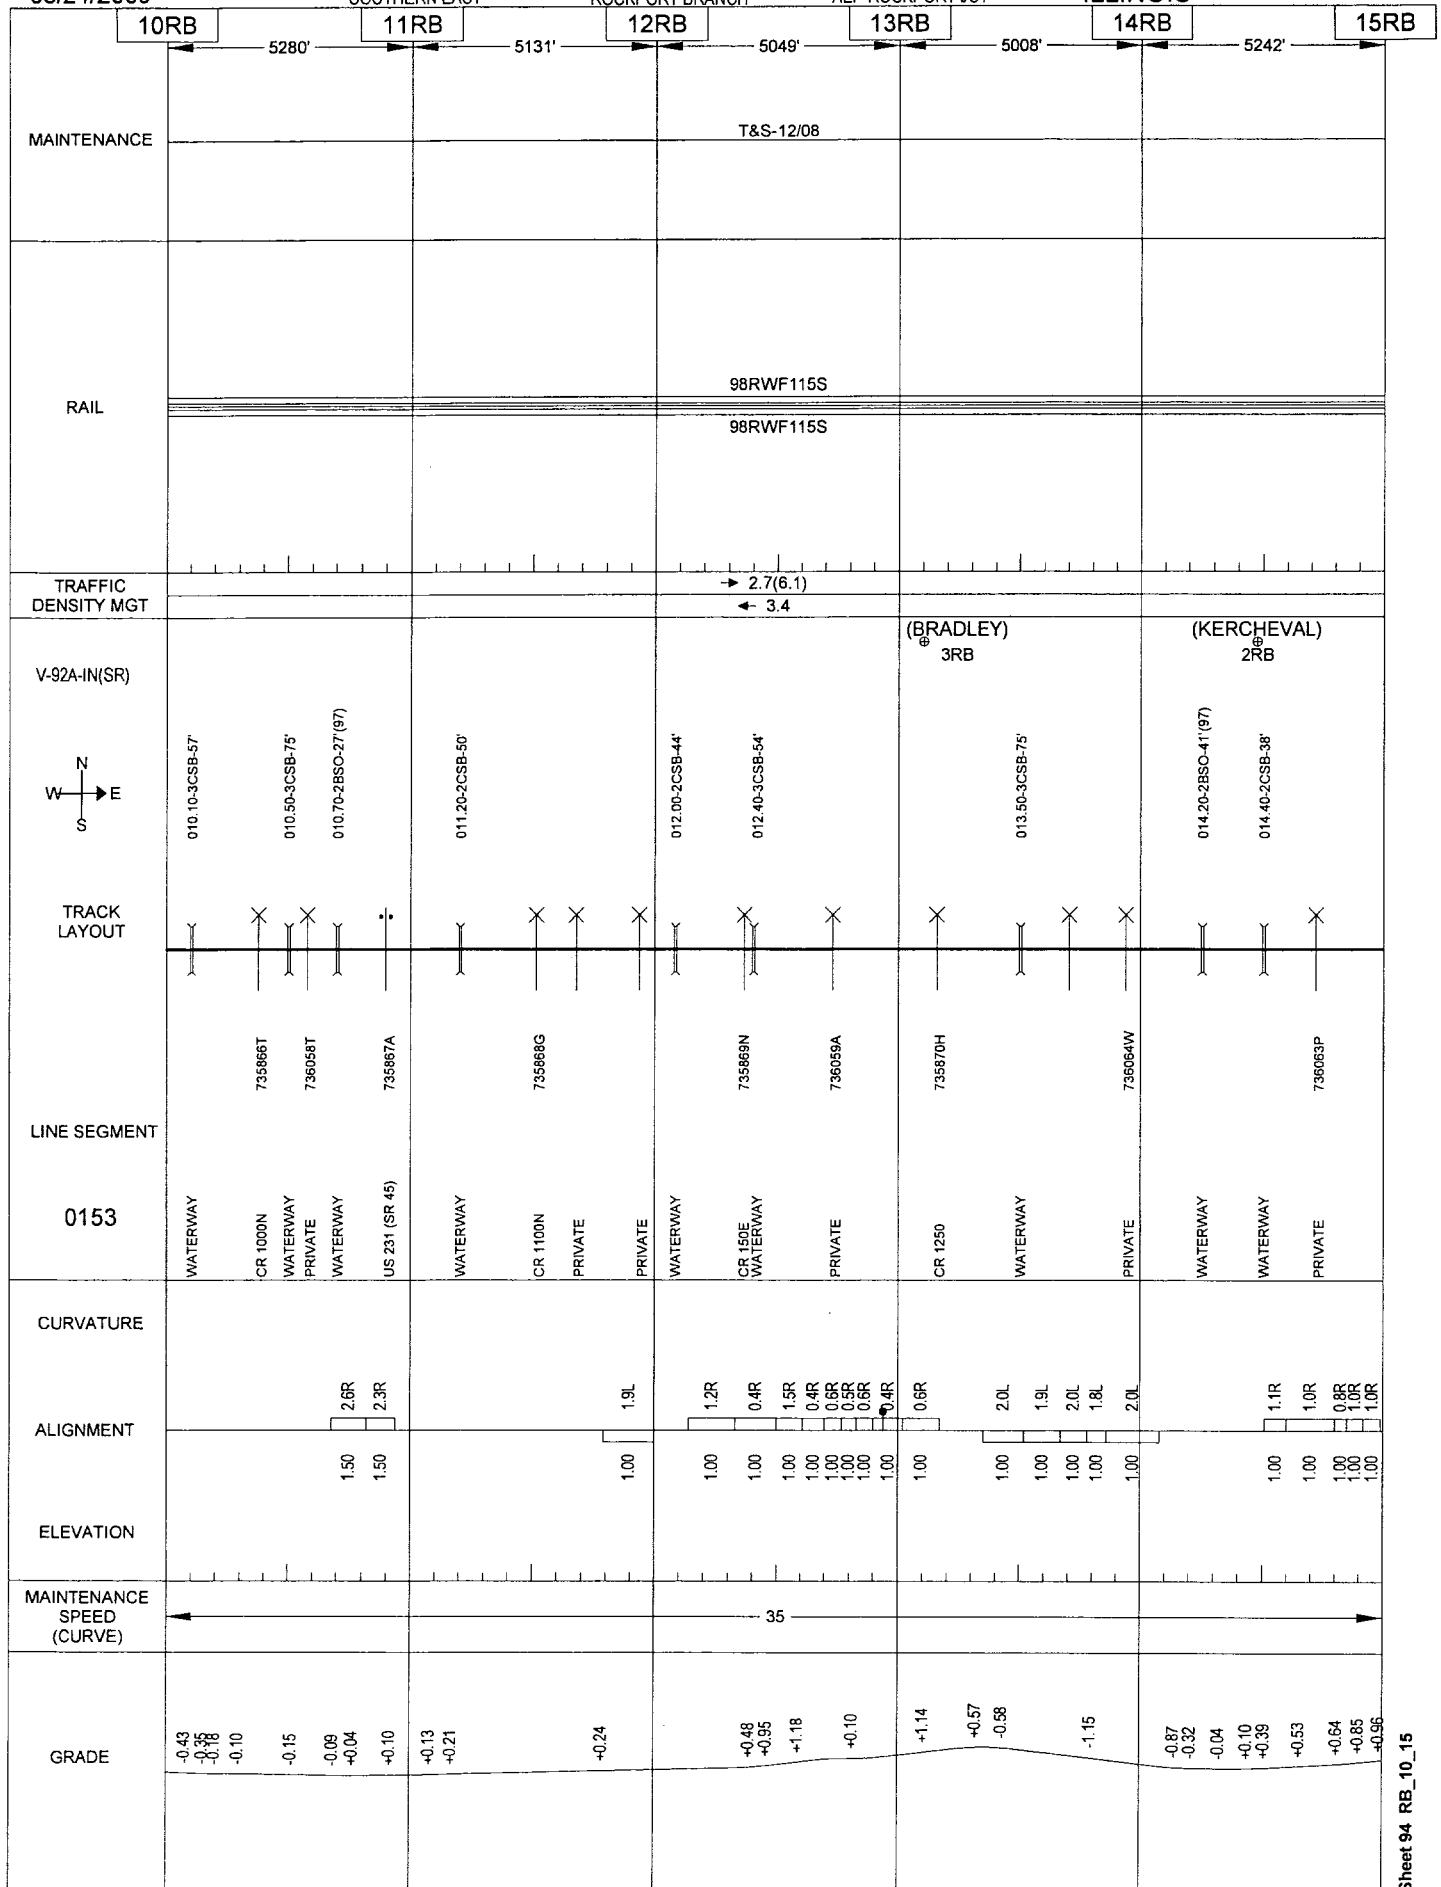 10RB 11RB 12RB 13RB 14RB 15RB
5280' 5131' 5049' 5008' 5242'
MAINTENANCE
T&S-12/08
RAIL
98RWF115S
98RWF115S
TRAFFIC
DENSITY MGT
2.7(6.1)
3.4
(BRADLEY)
3RB
(KERCHEVAL)
2RB
V-92A-IN(SR)
N
W E
S
010.10-3CSB-57'
010.50-3CSB-75'
010.70-2BSO-27'(97)
011.20-2CSB-50'
012.00-2CSB-44'
012.40-3CSB-54'
013.50-3CSB-75'
014.20-2BSO-41'(97)
014.40-2CSB-38'
TRACK
LAYOUT
735866T
736058T
735867A
735868G
735869N
736059A
735870H
736064W
736063P
LINE SEGMENT
0153
WATERWAY
CR 1000N
WATERWAY
PRIVATE
WATERWAY
US 231 (SR 45)
WATERWAY
CR 1100N
PRIVATE
PRIVATE
WATERWAY
CR 150E
WATERWAY
PRIVATE
CR 1250
WATERWAY
PRIVATE
WATERWAY
WATERWAY
PRIVATE
CURVATURE
2.6R 2.3R 1.9L 1.2R 0.4R 1.5R 0.4R 0.6R 0.5R 0.6R 0.4R 0.6R 2.0L 1.9L 2.0L 1.8L 2.0L 1.1R 1.0R 0.8R 1.0R 1.0R
ALIGNMENT
1.50 1.50 1.00 1.00 1.00 1.00 1.00 1.00 1.00 1.00 1.00 1.00 1.00 1.00 1.00 1.00 1.00 1.00 1.00 1.00 1.00 1.00
ELEVATION
MAINTENANCE
SPEED
(CURVE)
35
GRADE
-0.43 -0.35 -0.18 -0.10 -0.15 -0.09 +0.04 +0.10 +0.13 +0.21 +0.24 +0.48 +0.95 +1.18 +0.10 +1.14 +0.57 -0.58 -1.15 -0.87 -0.32 -0.04 +0.10 +0.39 +0.53 +0.64 +0.85 +0.96
Sheet 94 RB_10_15